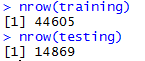 > nrow(training)
[1] 44605
> nrow(testing)
[1] 14869